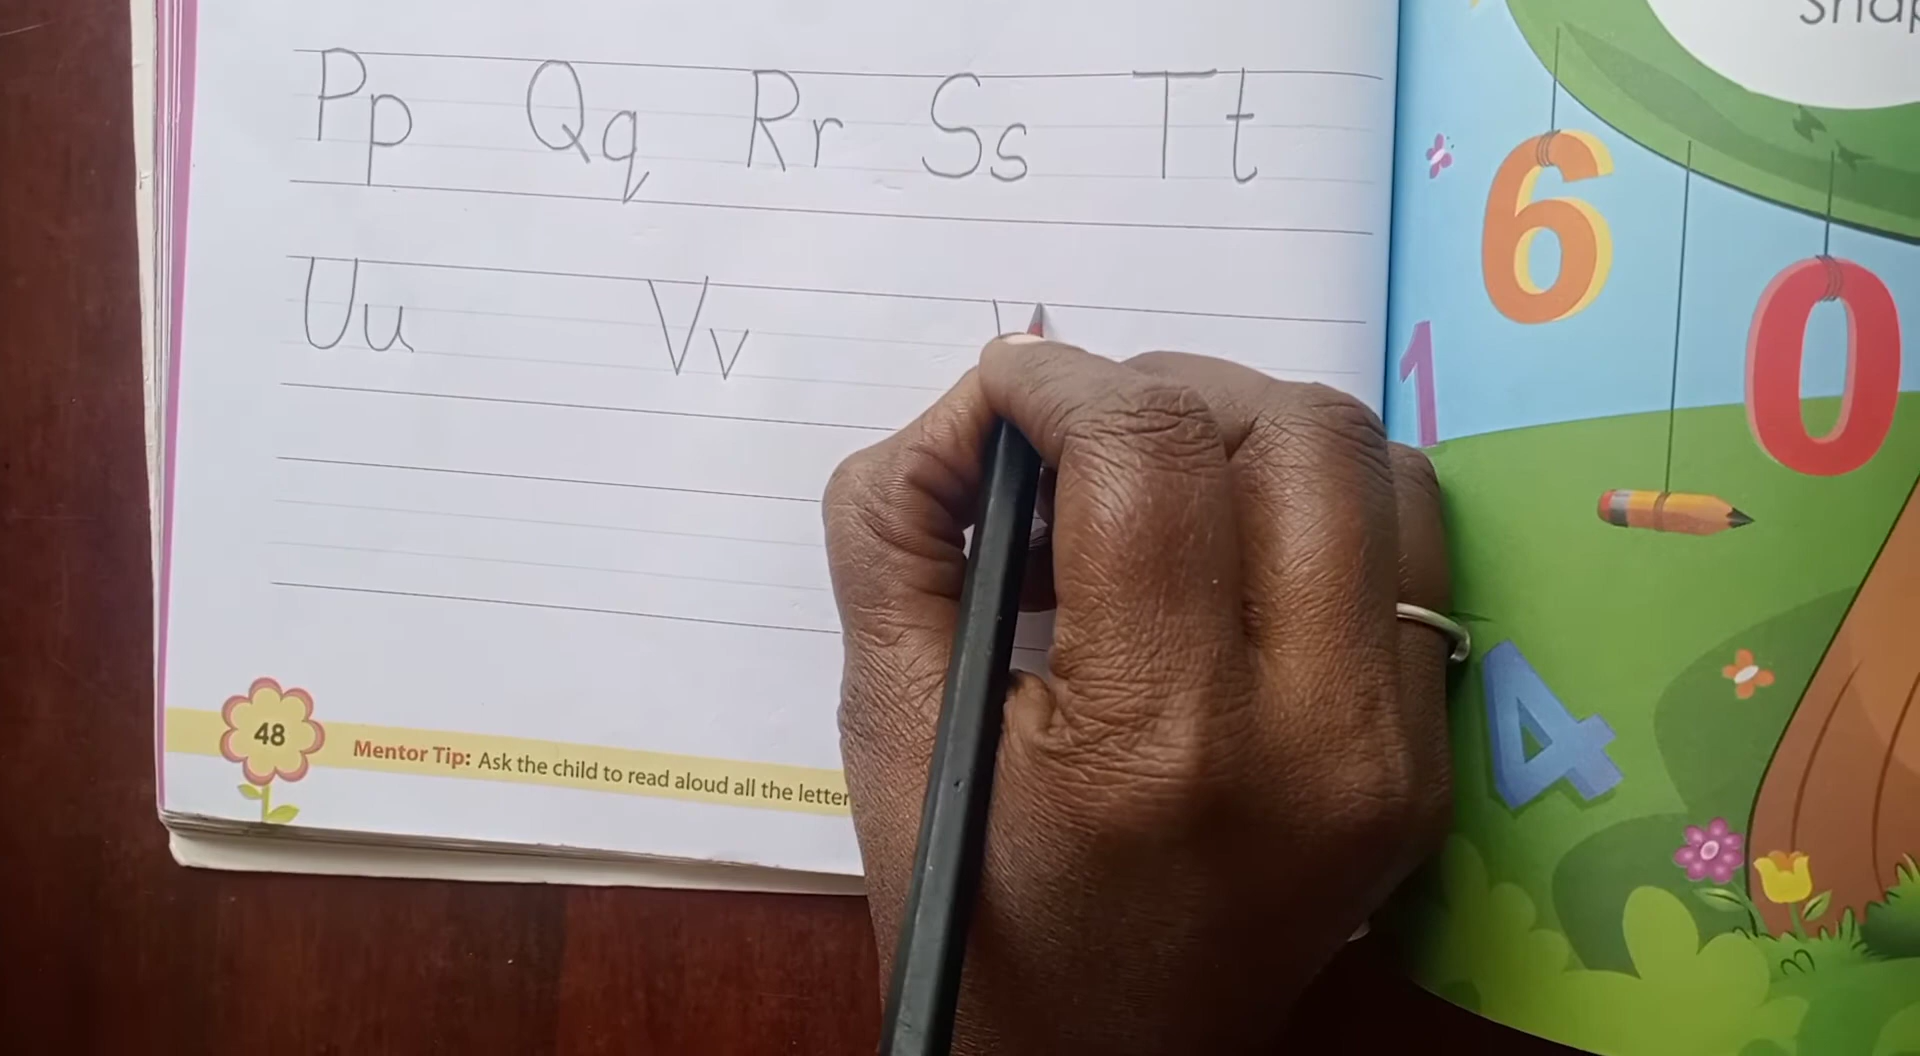 Pp Qq Rr Ss Tt
Uu Vv
48
Mentor Tip: Ask the child to read aloud all the letter
6
0
1
4